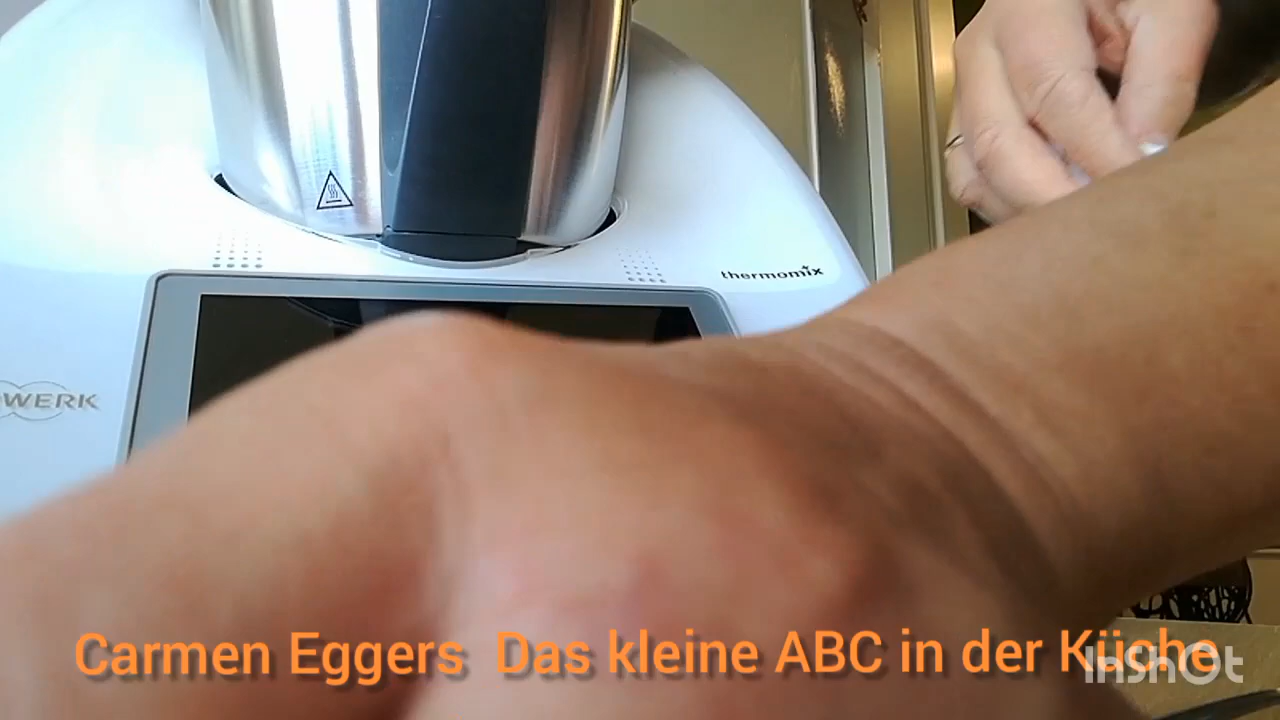 thermomix
WERK
Carmen Eggers Das kleine ABC in der Küche
InShOt